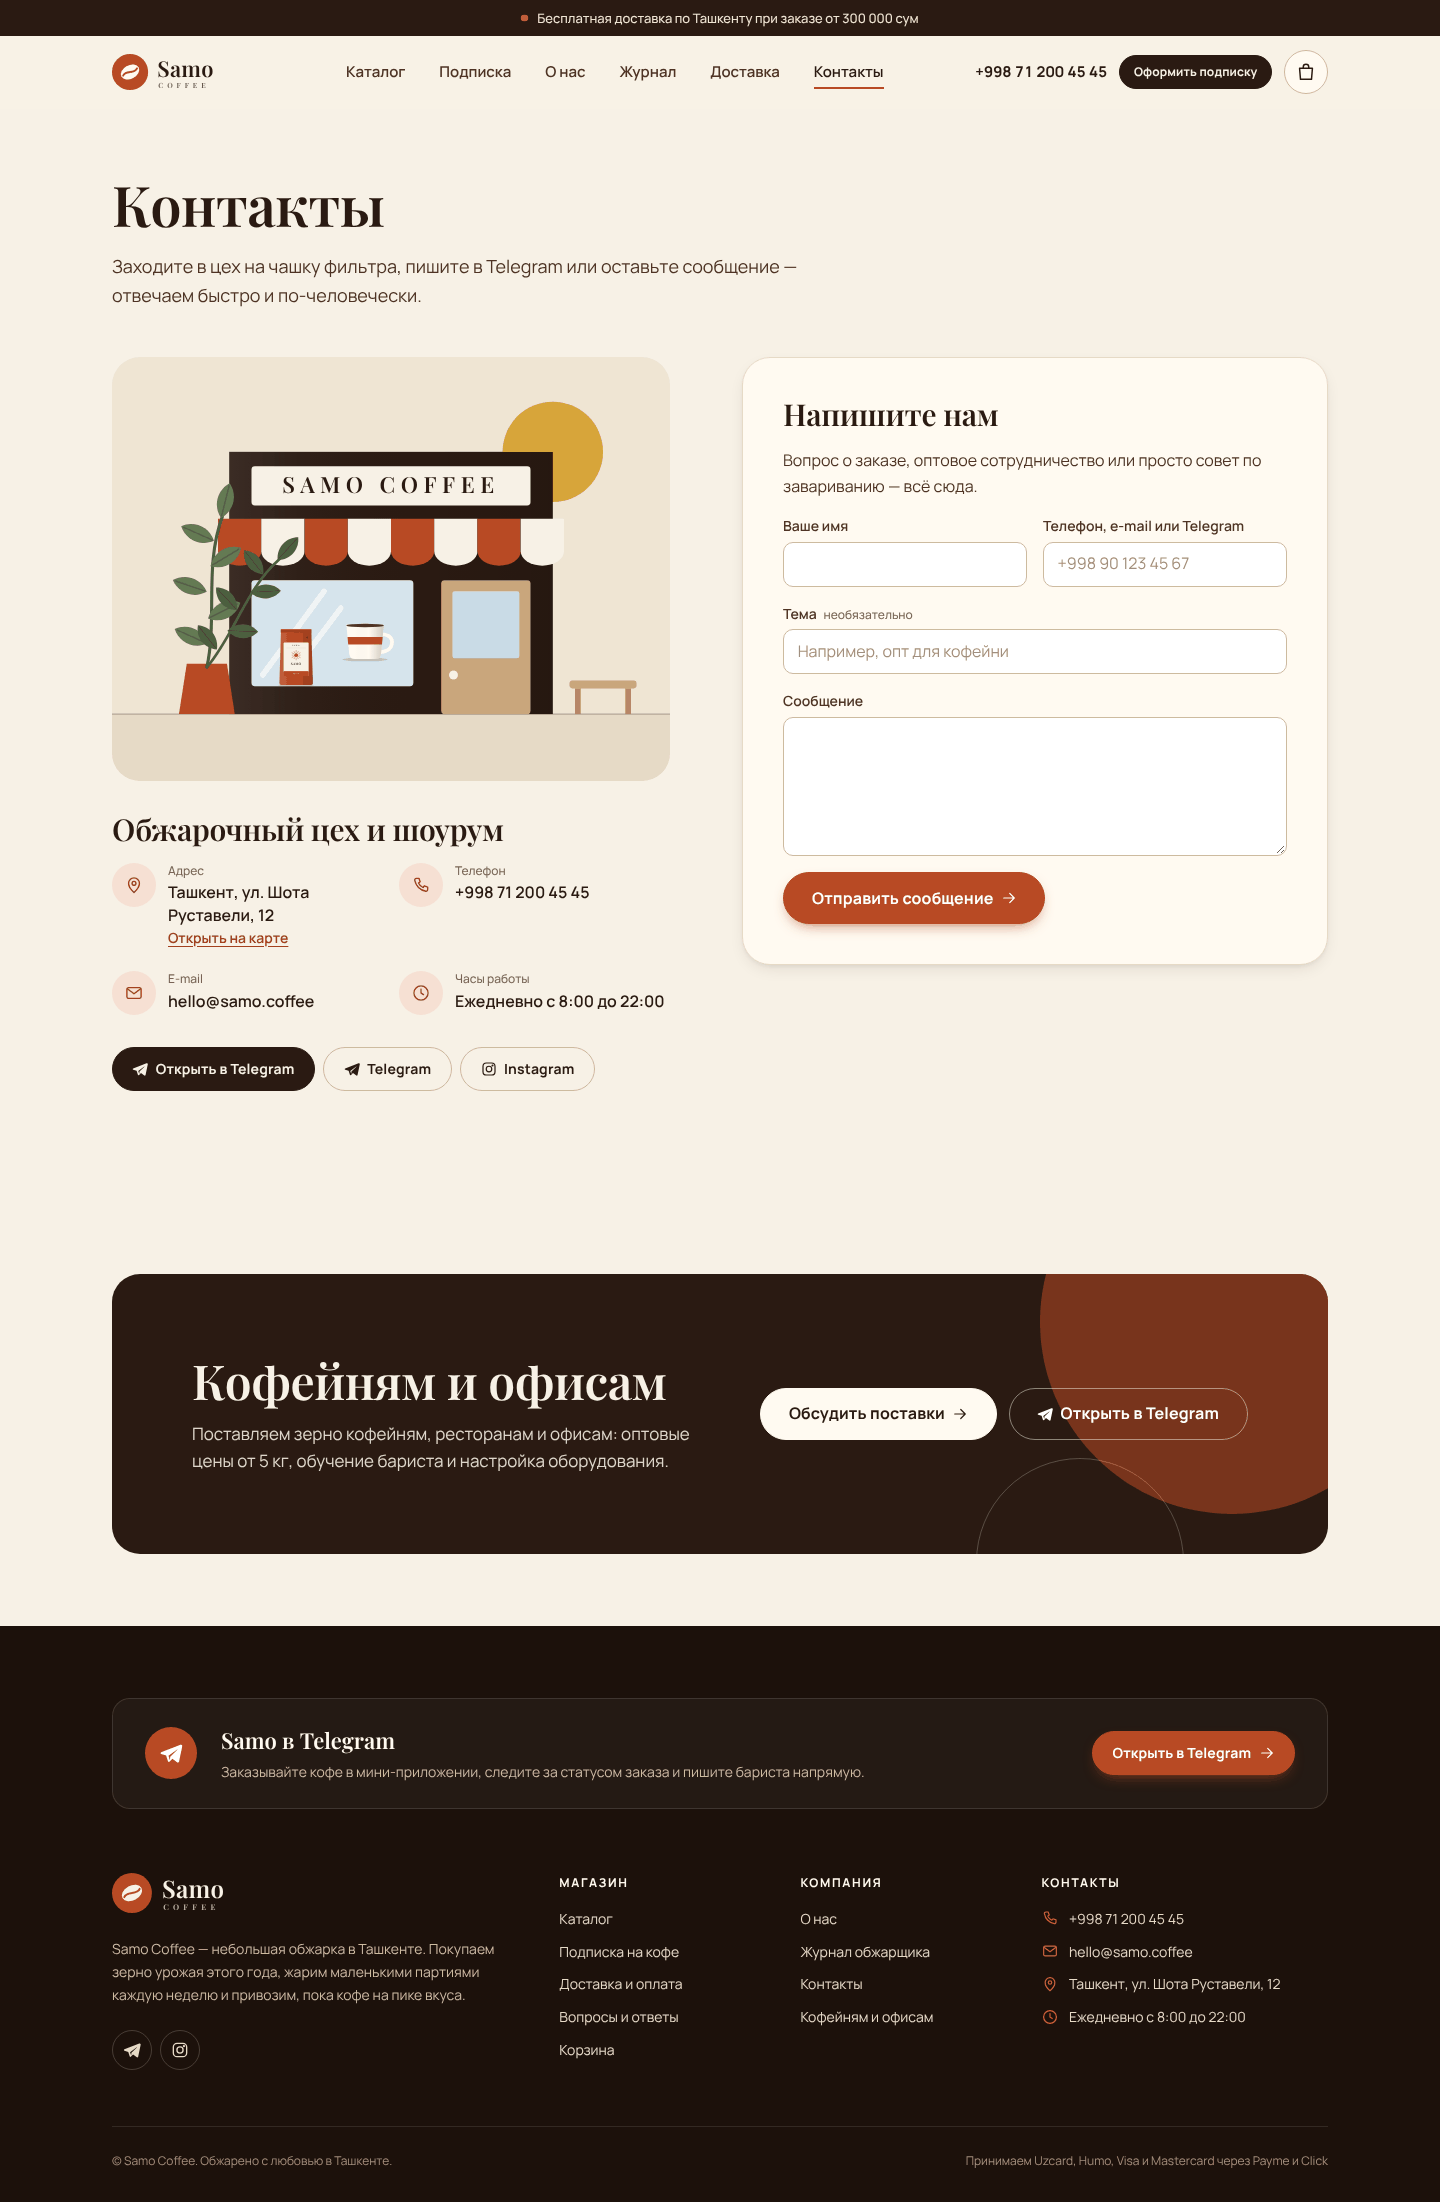 Бесплатная доставка по Ташкенту при заказе от 300 000 сум
Samo
COFFEE
Каталог
Подписка
О нас
Журнал
Доставка
Контакты
+998 71 200 45 45
Оформить подписку
Контакты
Заходите в цех на чашку фильтра, пишите в Telegram или оставьте сообщение —
отвечаем быстро и по-человечески.
SAMO COFFEE
SAMO
Обжарочный цех и шоурум
Адрес
Ташкент, ул. Шота
Руставели, 12
Открыть на карте
Телефон
+998 71 200 45 45
E-mail
hello@samo.coffee
Часы работы
Ежедневно с 8:00 до 22:00
Открыть в Telegram
Telegram
Instagram
Напишите нам
Вопрос о заказе, оптовое сотрудничество или просто совет по
завариванию — всё сюда.
Ваше имя
Телефон, e-mail или Telegram
+998 90 123 45 67
Тема необязательно
Например, опт для кофейни
Сообщение
Отправить сообщение
Кофейням и офисам
Поставляем зерно кофейням, ресторанам и офисам: оптовые
цены от 5 кг, обучение бариста и настройка оборудования.
Обсудить поставки
Открыть в Telegram
Samo в Telegram
Заказывайте кофе в мини-приложении, следите за статусом заказа и пишите бариста напрямую.
Открыть в Telegram
Samo
COFFEE
Samo Coffee — небольшая обжарка в Ташкенте. Покупаем
зерно урожая этого года, жарим маленькими партиями
каждую неделю и привозим, пока кофе на пике вкуса.
МАГАЗИН
Каталог
Подписка на кофе
Доставка и оплата
Вопросы и ответы
Корзина
КОМПАНИЯ
О нас
Журнал обжарщика
Контакты
Кофейням и офисам
КОНТАКТЫ
+998 71 200 45 45
hello@samo.coffee
Ташкент, ул. Шота Руставели, 12
Ежедневно с 8:00 до 22:00
© Samo Coffee. Обжарено с любовью в Ташкенте.
Принимаем Uzcard, Humo, Visa и Mastercard через Payme и Click